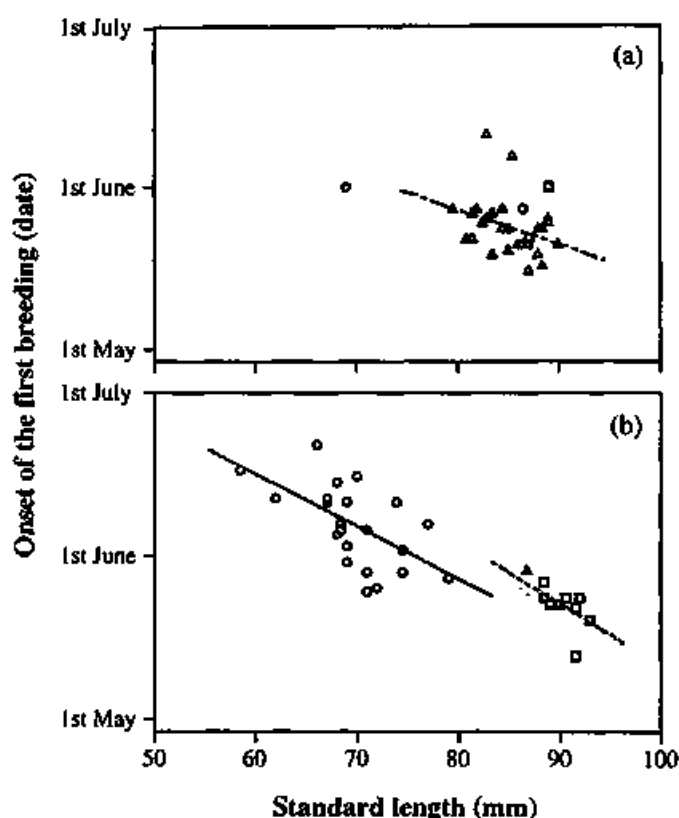 1st July
(a)
1st June
1st May
1st July
(b)
1st June
1st May
50
60
70
80
90
100
Onset of the first breeding (date)
Standard length (mm)